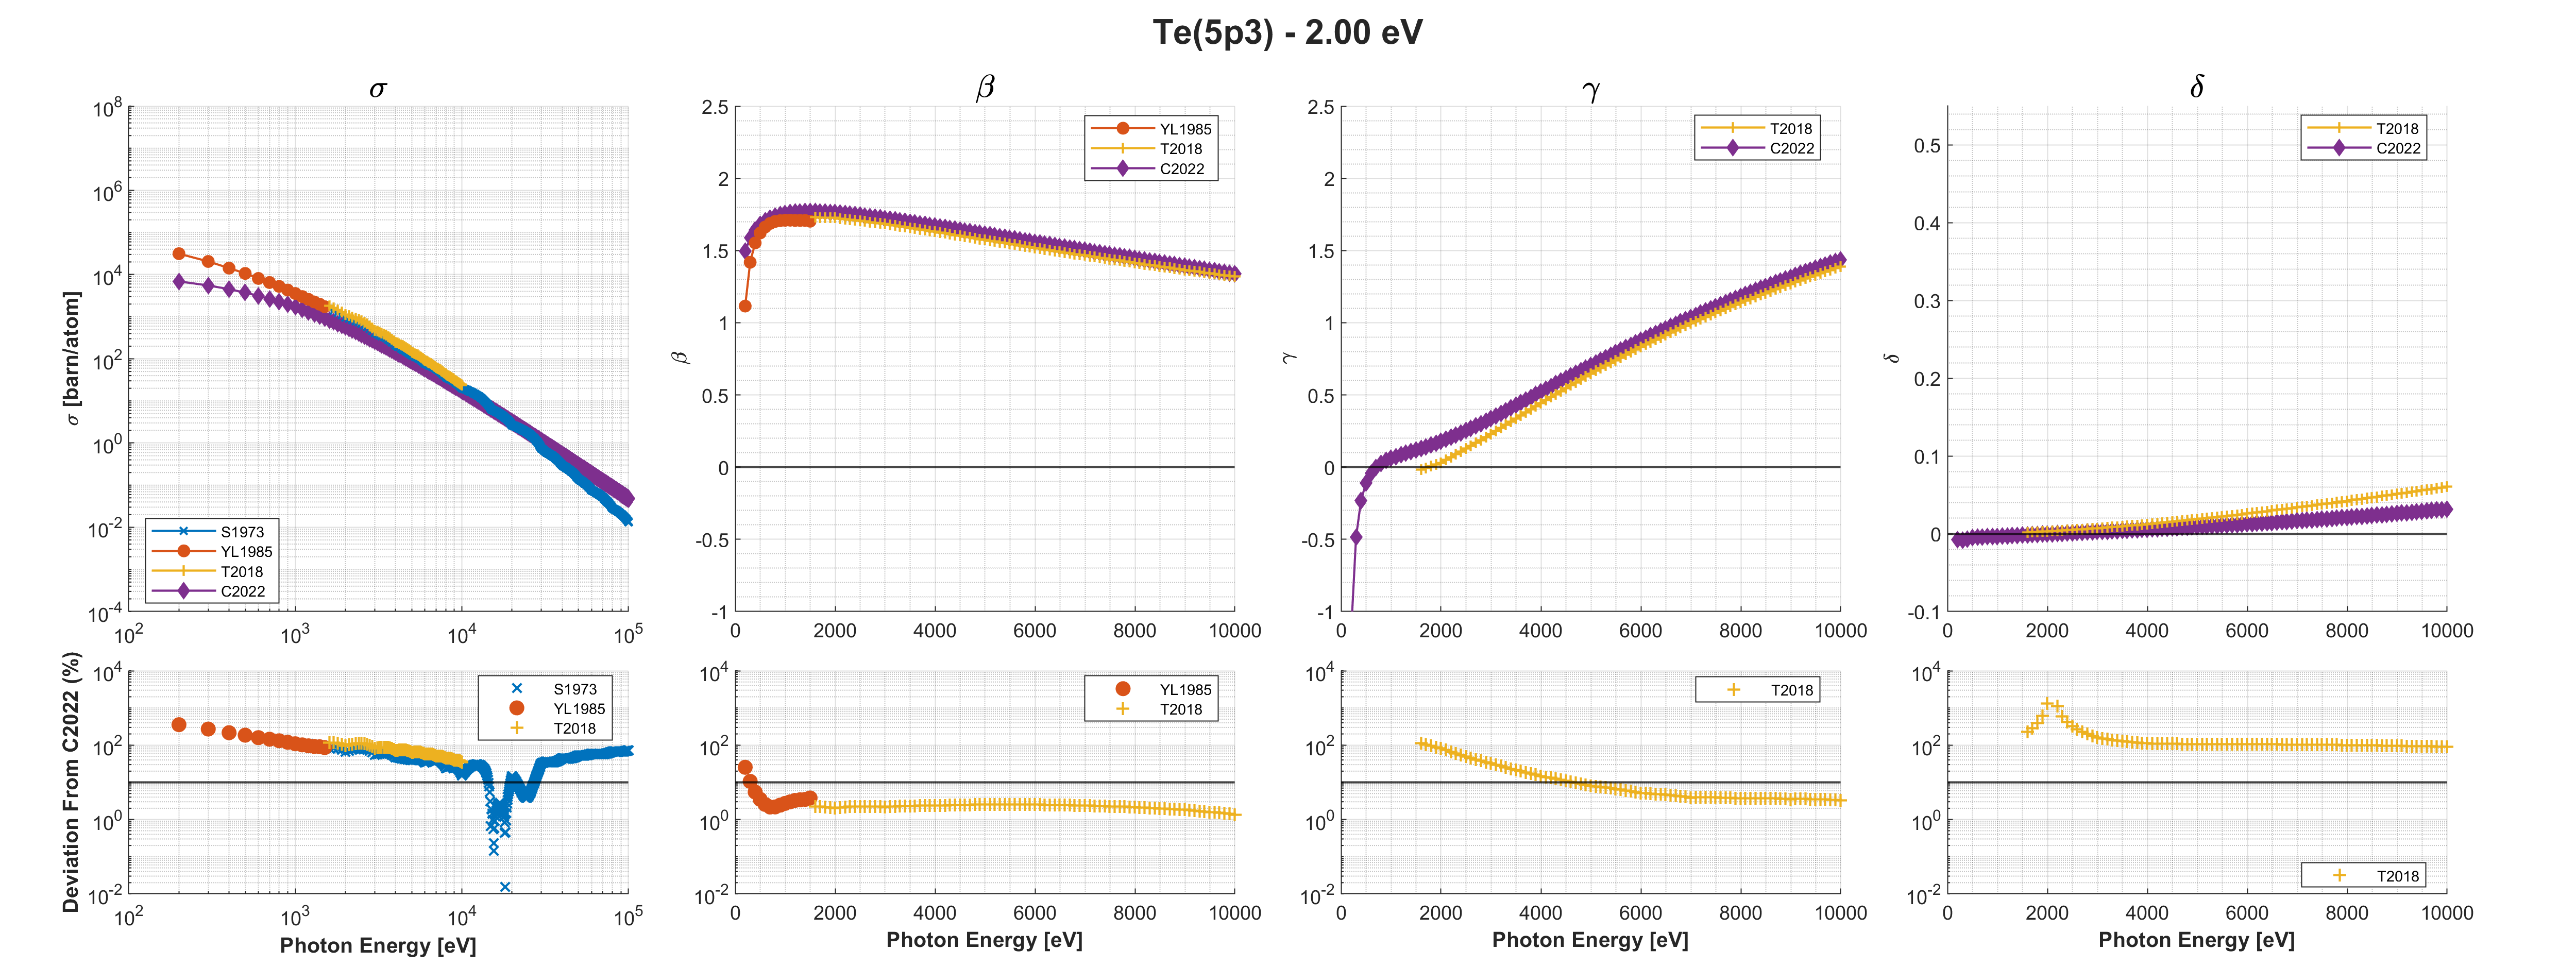 Te(5p3) - 2.00 eV
σ
10^8
10^6
10^4
10^2
10^0
10^-2
10^-4
10^2
10^3
10^4
10^5
σ [barn/atom]
S1973
YL1985
T2018
C2022
β
2.5
2
1.5
1
0.5
0
-0.5
-1
0
2000
4000
6000
8000
10000
β
YL1985
T2018
C2022
γ
2.5
2
1.5
1
0.5
0
-0.5
-1
0
2000
4000
6000
8000
10000
γ
T2018
C2022
δ
0.5
0.4
0.3
0.2
0.1
0
-0.1
0
2000
4000
6000
8000
10000
δ
T2018
C2022
10^4
10^2
10^0
10^-2
10^2
10^3
10^4
10^5
Deviation From C2022 (%)
Photon Energy [eV]
S1973
YL1985
T2018
10^4
10^2
10^0
10^-2
0
2000
4000
6000
8000
10000
Photon Energy [eV]
YL1985
T2018
10^4
10^2
10^0
10^-2
0
2000
4000
6000
8000
10000
Photon Energy [eV]
T2018
10^4
10^2
10^0
10^-2
0
2000
4000
6000
8000
10000
Photon Energy [eV]
T2018